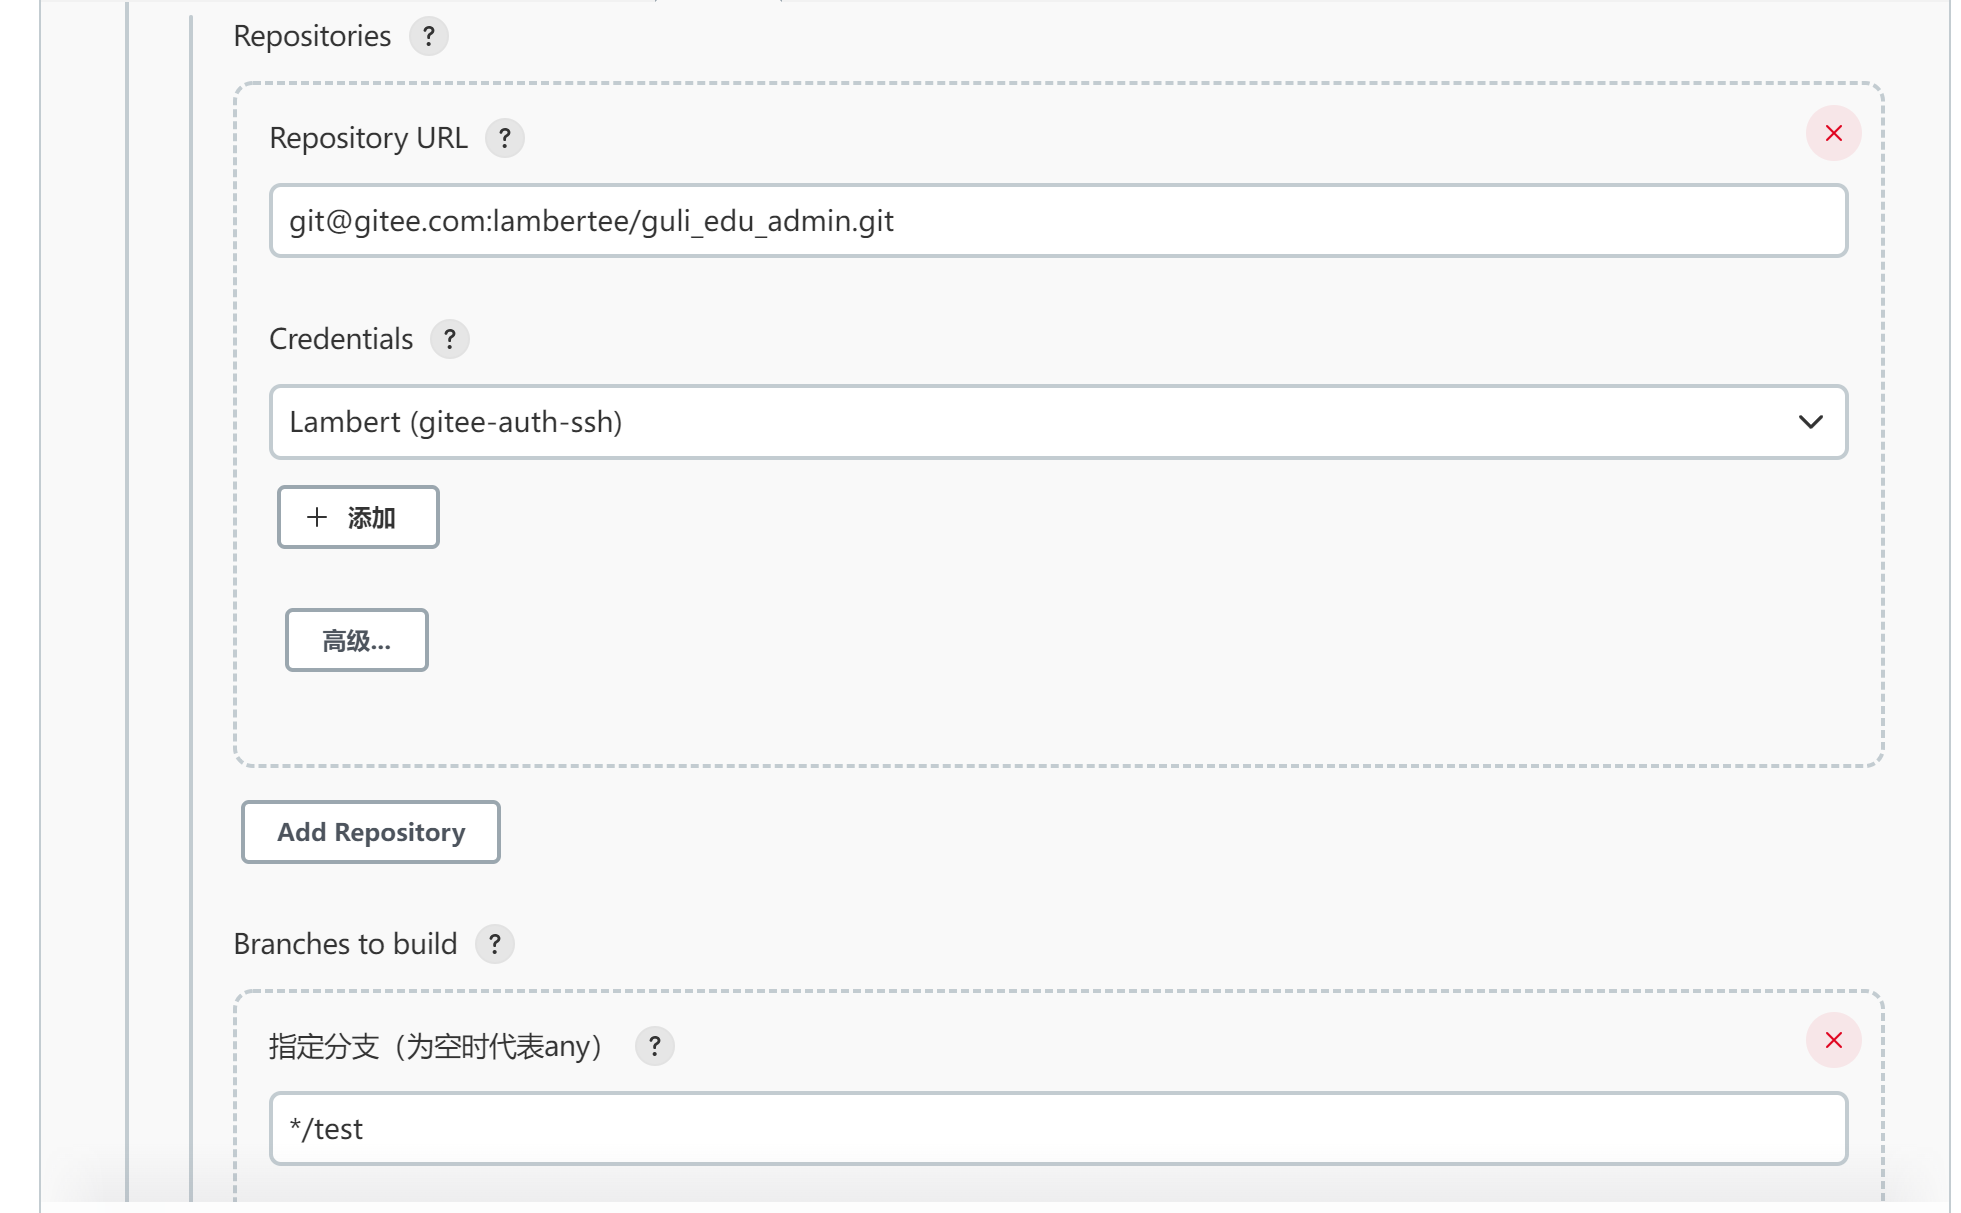 Repositories ?
Repository URL ?
git@gitee.com:lambertee/guli_edu_admin.git
Credentials ?
Lambert (gitee-auth-ssh)
添加
高级...
Add Repository
Branches to build ?
指定分支（为空时代表any） ?
*/test